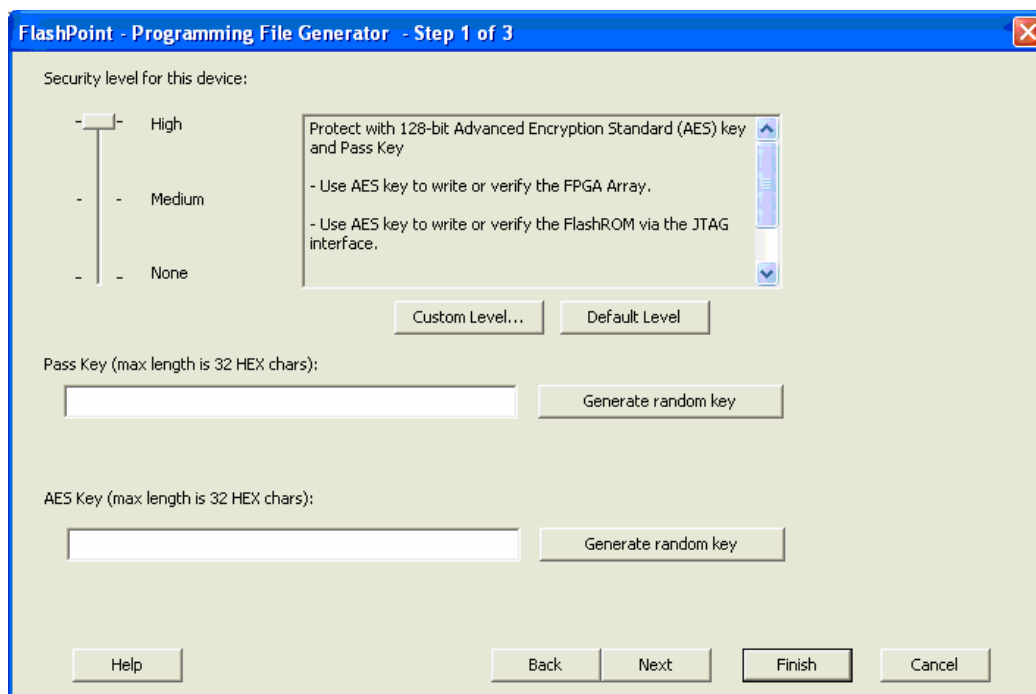 FlashPoint - Programming File Generator - Step 1 of 3
Security level for this device:
High
Medium
None
Protect with 128-bit Advanced Encryption Standard (AES) key
and Pass Key
- Use AES key to write or verify the FPGA Array.
- Use AES key to write or verify the FlashROM via the JTAG
interface.
Custom Level...
Default Level
Pass Key (max length is 32 HEX chars):
Generate random key
AES Key (max length is 32 HEX chars):
Generate random key
Help
Back
Next
Finish
Cancel